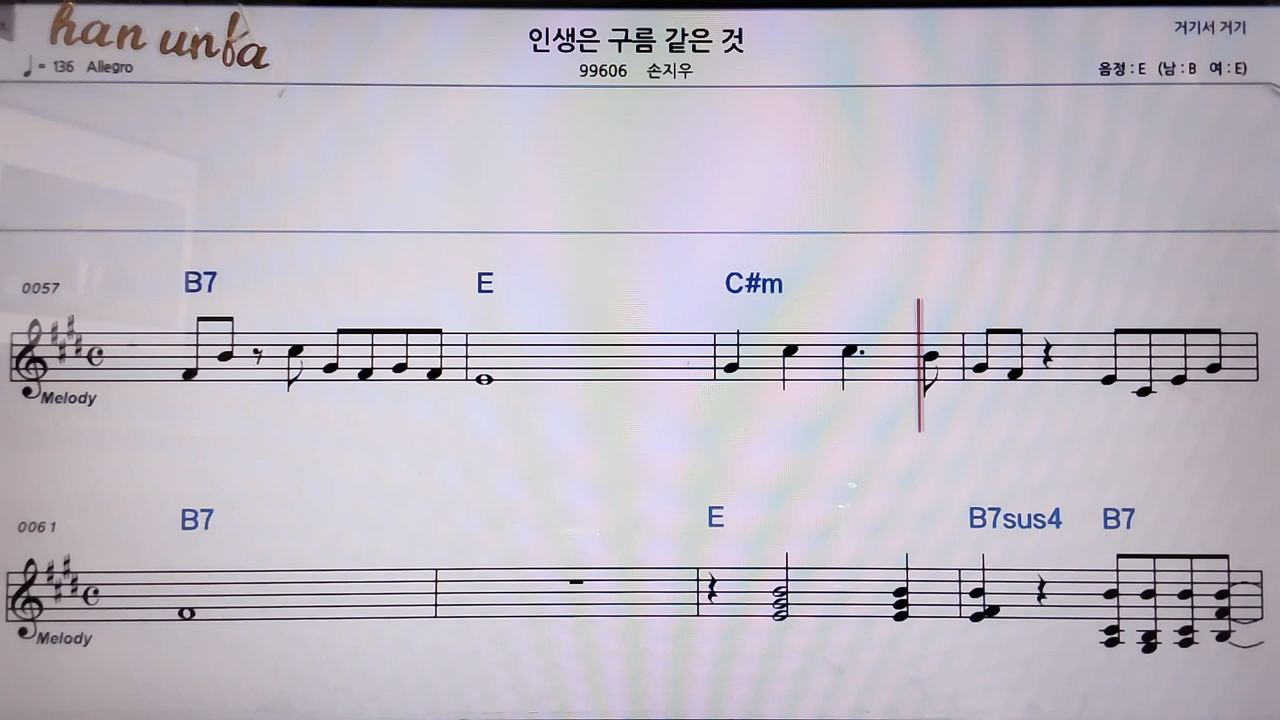 han unfa
인생은 구름 같은 것
거기서 거기
♩= 136 Allegro
99606 손지우
음정 : E (남 : B 여 : E)
0057 B7 E C#m
Melody
0061 B7 E B7sus4 B7
Melody